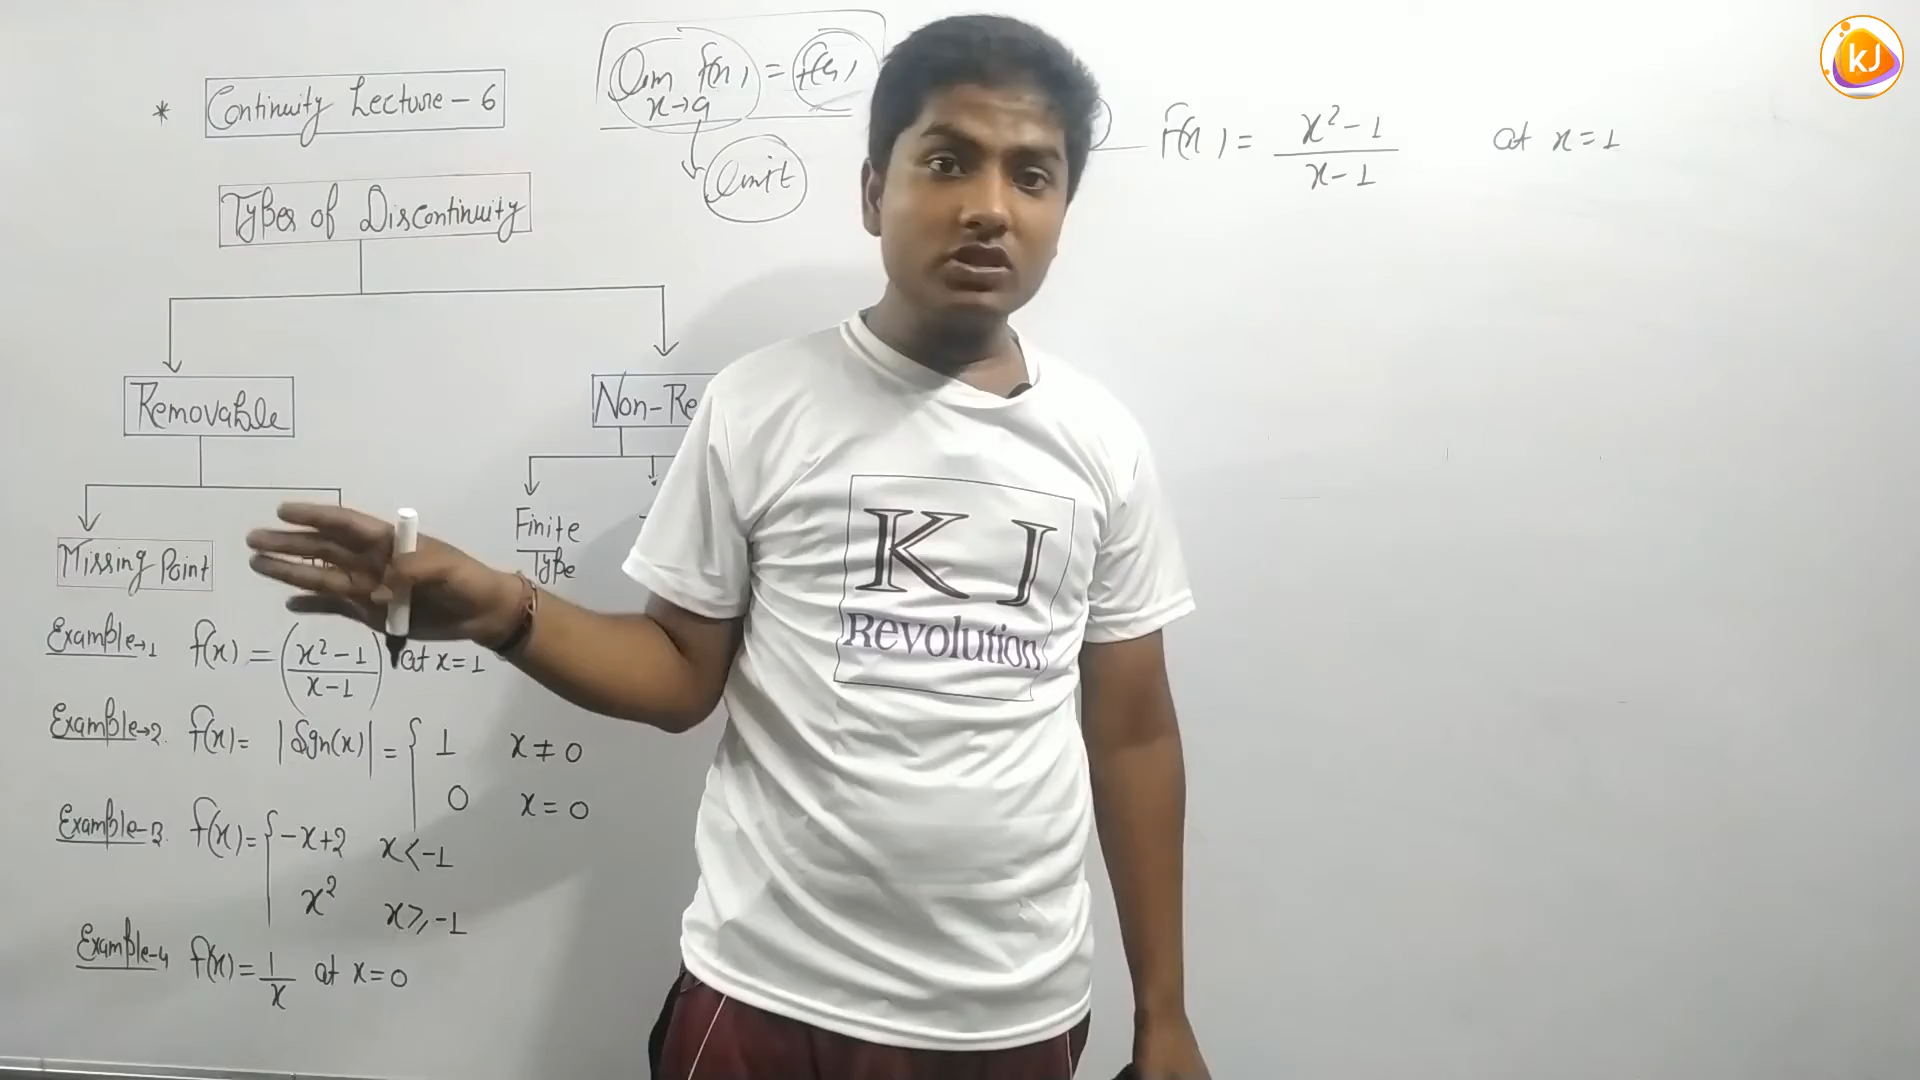 * Continuity Lecture - 6
Types of Discontinuity
lim f(x) = f(a)
x→a
limit
f(x) = x² - 1 / x - 1 at x = 1
kJ
Removable
Non-Re
Missing Point
Finite
Type
Example→1 f(x) = (x² - 1 / x - 1) at x = 1
Example→2. f(x) = |Sgn(x)| = { 1 x ≠ 0
0 x = 0
Example-3. f(x) = { -x+2 x < -1
x² x ≥ -1
Example-4 f(x) = 1 / x at x = 0
KJ
Revolution